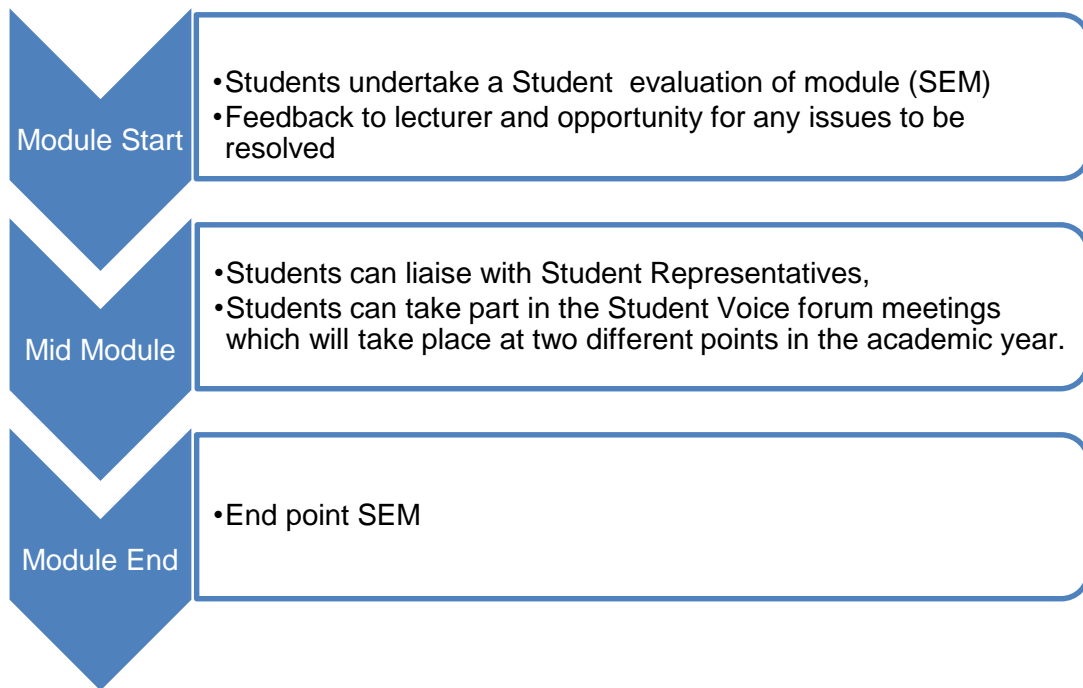 Module Start
•Students undertake a Student evaluation of module (SEM)
•Feedback to lecturer and opportunity for any issues to be
resolved
Mid Module
•Students can liaise with Student Representatives,
•Students can take part in the Student Voice forum meetings
which will take place at two different points in the academic year.
Module End
•End point SEM